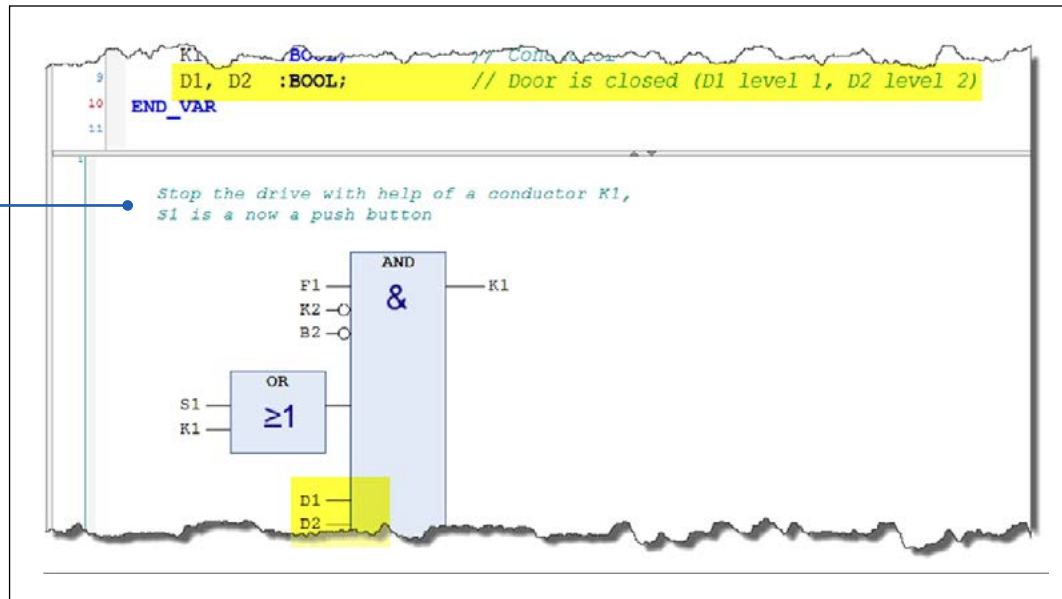 K1 :BOOL;
9 D1, D2 :BOOL; // Door is closed (D1 level 1, D2 level 2)
10 END_VAR
11
1
Stop the drive with help of a conductor K1,
S1 is a now a push button
AND
&
F1
K1
K2
B2
OR
S1
≥1
K1
D1
D2